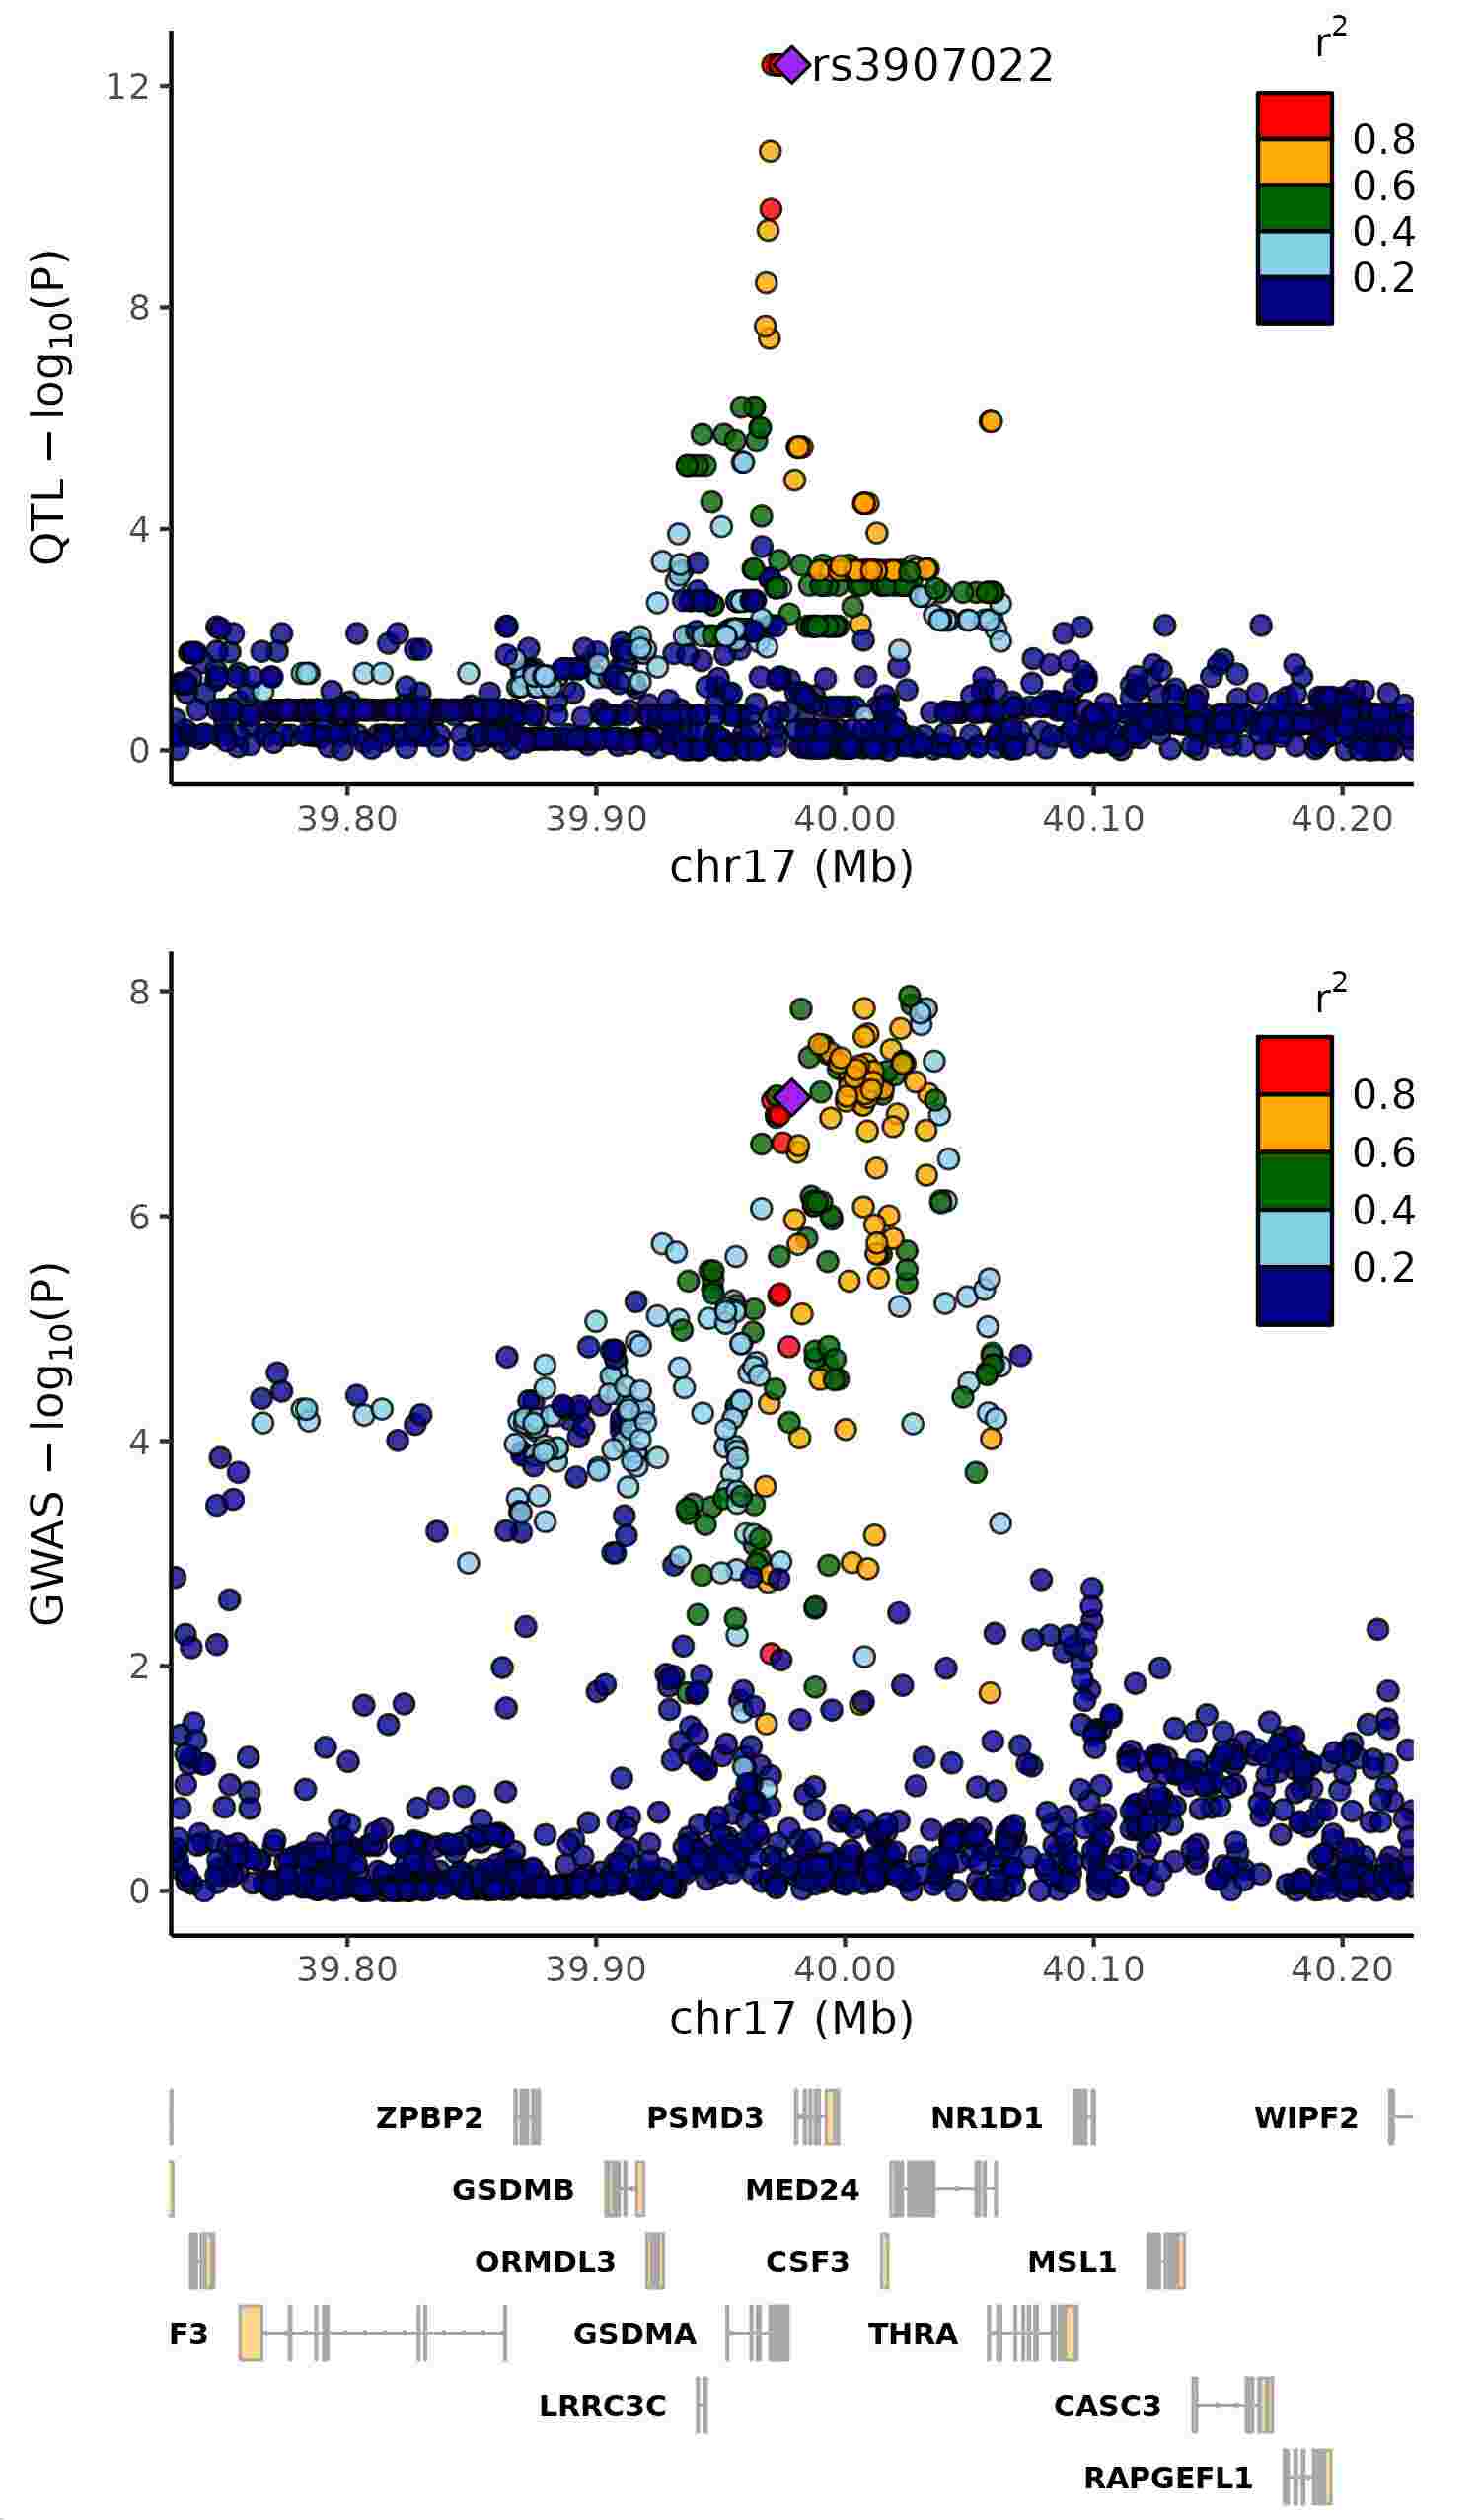 r2
rs3907022
12
8
4
0
QTL − log10(P)
0.8
0.6
0.4
0.2
39.80 39.90 40.00 40.10 40.20
chr17 (Mb)
r2
8
6
4
2
0
GWAS − log10(P)
0.8
0.6
0.4
0.2
39.80 39.90 40.00 40.10 40.20
chr17 (Mb)
ZPBP2 PSMD3 NR1D1 WIPF2
GSDMB MED24
ORMDL3 CSF3 MSL1
F3 GSDMA THRA
LRRC3C CASC3
RAPGEFL1